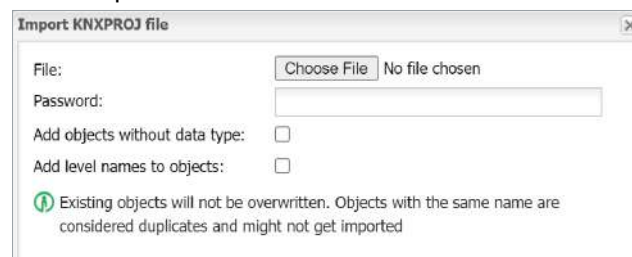 Import KNXPROJ file
File: Choose File No file chosen
Password:
Add objects without data type:
Add level names to objects:
Existing objects will not be overwritten. Objects with the same name are
considered duplicates and might not get imported